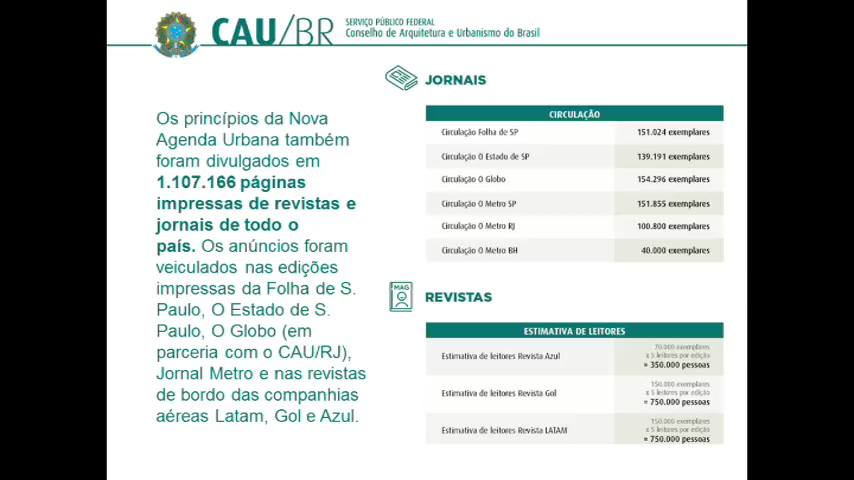 CAU/BR
SERVIÇO PÚBLICO FEDERAL
Conselho de Arquitetura e Urbanismo do Brasil
Os princípios da Nova
Agenda Urbana também
foram divulgados em
1.107.166 páginas
impressas de revistas e
jornais de todo o
país. Os anúncios foram
veiculados nas edições
impressas da Folha de S.
Paulo, O Estado de S.
Paulo, O Globo (em
parceria com o CAU/RJ),
Jornal Metro e nas revistas
de bordo das companhias
aéreas Latam, Gol e Azul.
JORNAIS
CIRCULAÇÃO
Circulação Folha de SP 151.024 exemplares
Circulação O Estado de SP 139.191 exemplares
Circulação O Globo 154.296 exemplares
Circulação O Metro SP 151.855 exemplares
Circulação O Metro RJ 100.800 exemplares
Circulação O Metro BH 40.000 exemplares
MAG
REVISTAS
ESTIMATIVA DE LEITORES
70.000 exemplares
Estimativa de leitores Revista Azul x 5 leitores por edição
= 350.000 pessoas
150.000 exemplares
Estimativa de leitores Revista Gol x 5 leitores por edição
= 750.000 pessoas
150.000 exemplares
Estimativa de leitores Revista LATAM x 5 leitores por edição
= 750.000 pessoas